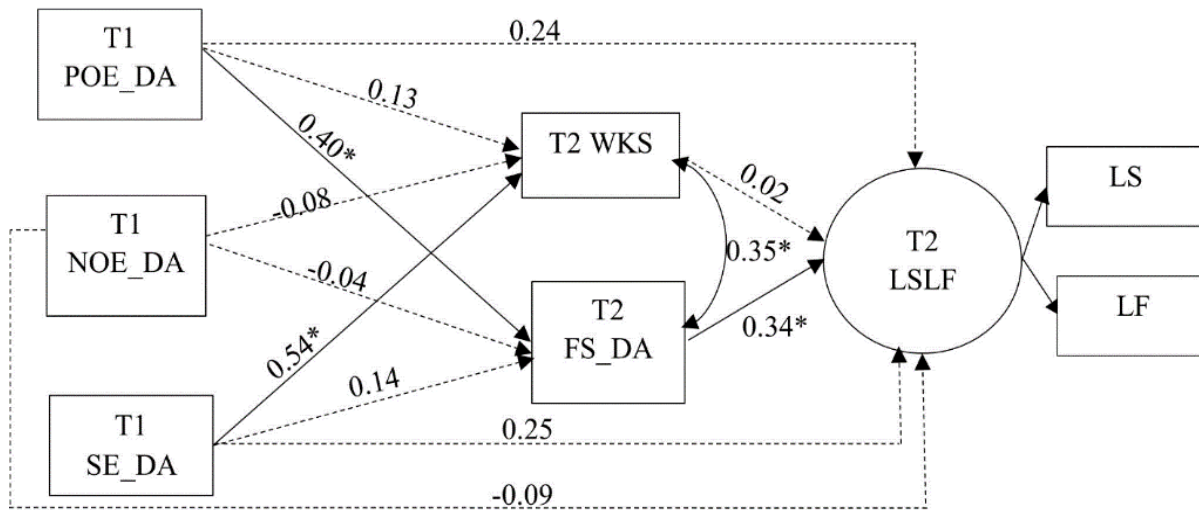 T1
POE_DA
0.24
0.13
0.40*
T2 WKS
0.02
LS
T1
NOE_DA
-0.08
-0.04
0.35*
T2
LSLF
T2
FS_DA
0.34*
LF
0.54*
0.14
T1
SE_DA
0.25
-0.09